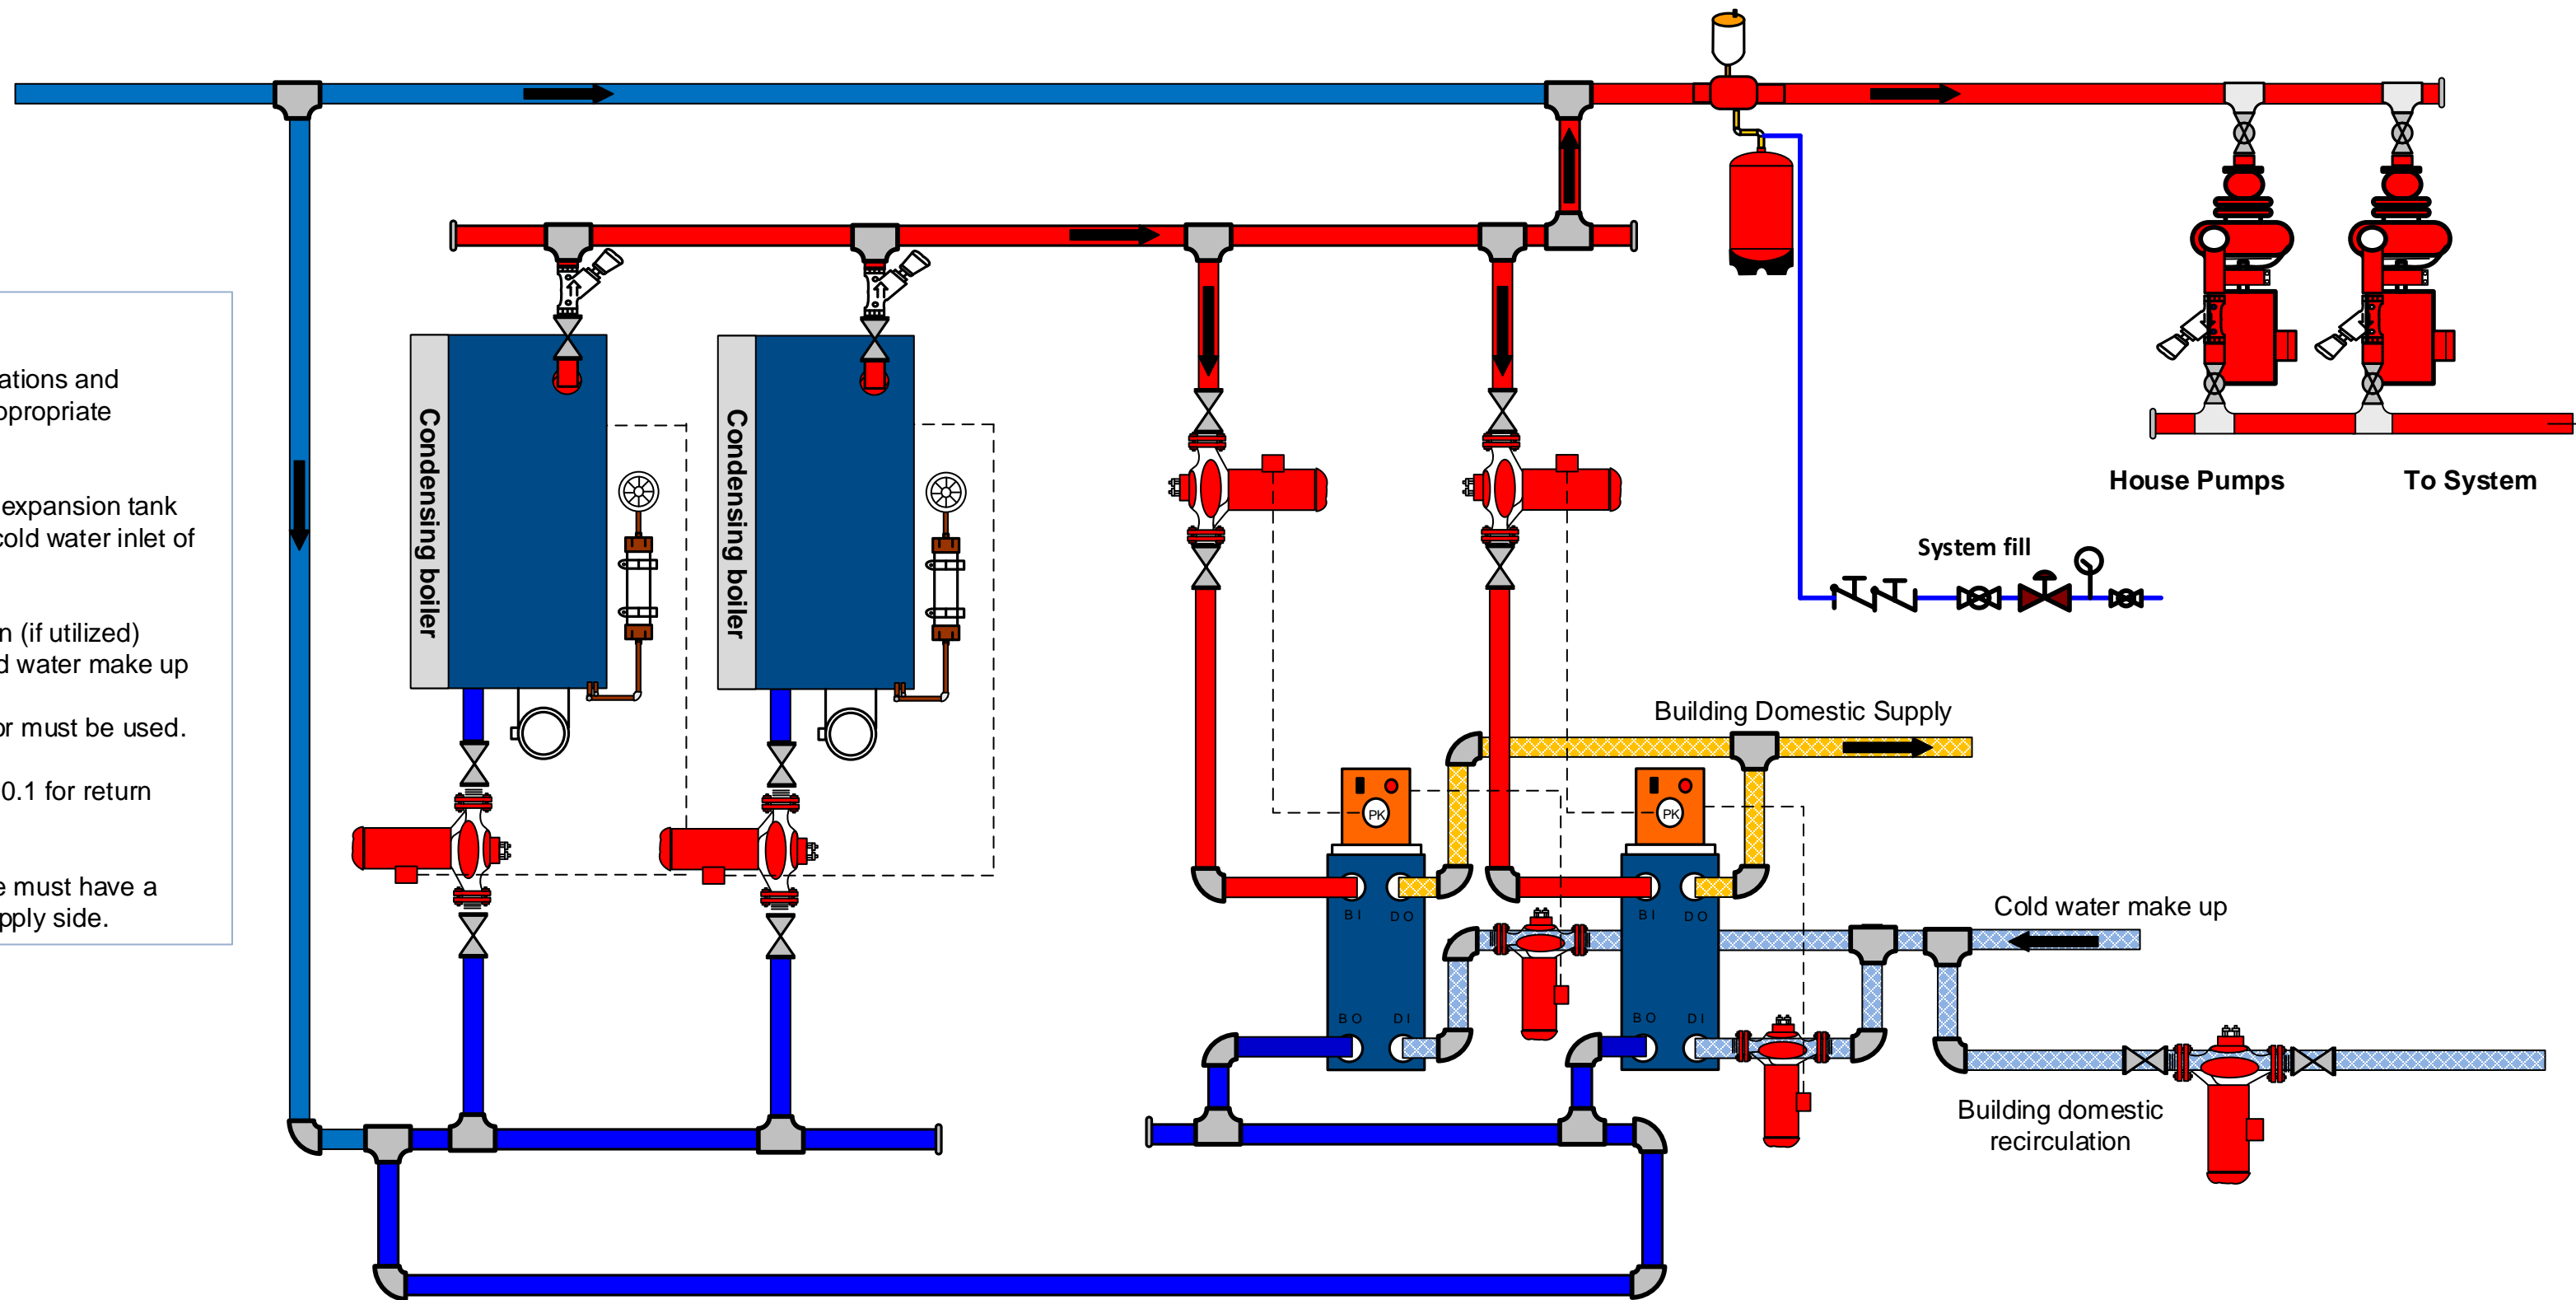 ations and
propriate
expansion tank
cold water inlet of
n (if utilized)
d water make up
or must be used.
0.1 for return
e must have a
pply side.
Condensing boiler
Condensing boiler
House Pumps
To System
System fill
Building Domestic Supply
PK
PK
B I
D O
B I
D O
Cold water make up
B O
D I
B O
D I
Building domestic
recirculation